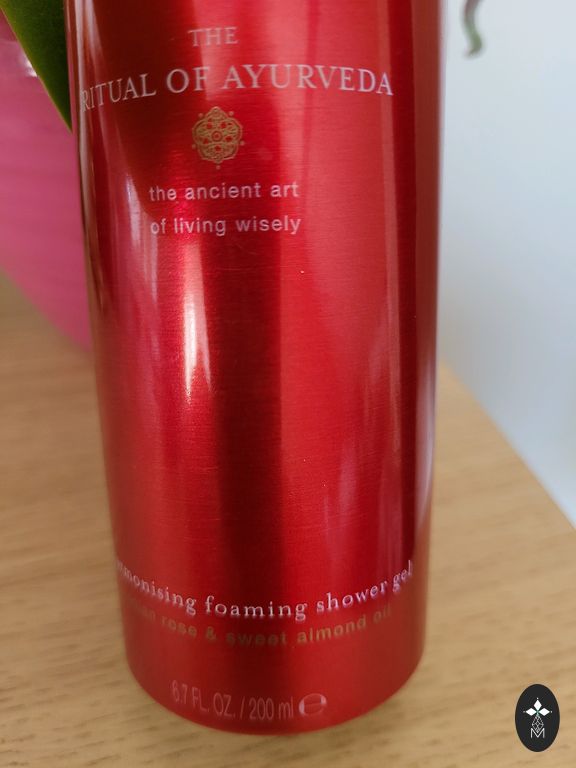 THE
RITUAL OF AYURVEDA
the ancient art
of living wisely
foaming shower gel
rose & sweet almond oil
6.7 FL. OZ. / 200 ml ℮
M